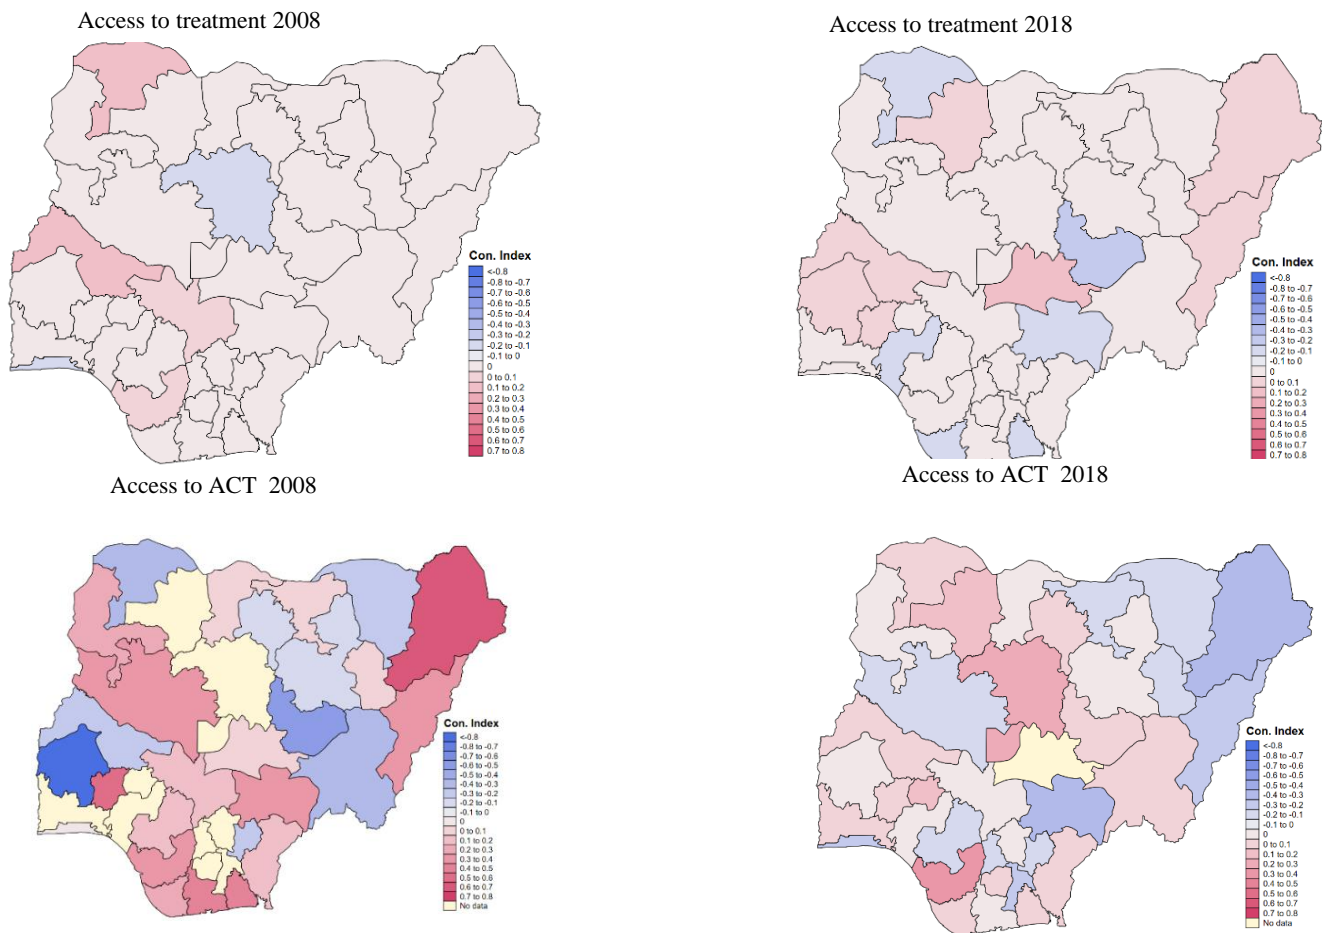 Access to treatment 2008
Access to treatment 2018
Con. Index
<-0.8
-0.8 to -0.7
-0.7 to -0.6
-0.6 to -0.5
-0.5 to -0.4
-0.4 to -0.3
-0.3 to -0.2
-0.2 to -0.1
-0.1 to 0
0
0 to 0.1
0.1 to 0.2
0.2 to 0.3
0.3 to 0.4
0.4 to 0.5
0.5 to 0.6
0.6 to 0.7
0.7 to 0.8
Con. Index
<-0.8
-0.8 to -0.7
-0.7 to -0.6
-0.6 to -0.5
-0.5 to -0.4
-0.4 to -0.3
-0.3 to -0.2
-0.2 to -0.1
-0.1 to 0
0
0 to 0.1
0.1 to 0.2
0.2 to 0.3
0.3 to 0.4
0.4 to 0.5
0.5 to 0.6
0.6 to 0.7
0.7 to 0.8
Access to ACT 2008
Access to ACT 2018
Con. Index
<-0.8
-0.8 to -0.7
-0.7 to -0.6
-0.6 to -0.5
-0.5 to -0.4
-0.4 to -0.3
-0.3 to -0.2
-0.2 to -0.1
-0.1 to 0
0
0 to 0.1
0.1 to 0.2
0.2 to 0.3
0.3 to 0.4
0.4 to 0.5
0.5 to 0.6
0.6 to 0.7
0.7 to 0.8
No data
Con. Index
<-0.8
-0.8 to -0.7
-0.7 to -0.6
-0.6 to -0.5
-0.5 to -0.4
-0.4 to -0.3
-0.3 to -0.2
-0.2 to -0.1
-0.1 to 0
0
0 to 0.1
0.1 to 0.2
0.2 to 0.3
0.3 to 0.4
0.4 to 0.5
0.5 to 0.6
0.6 to 0.7
0.7 to 0.8
No data